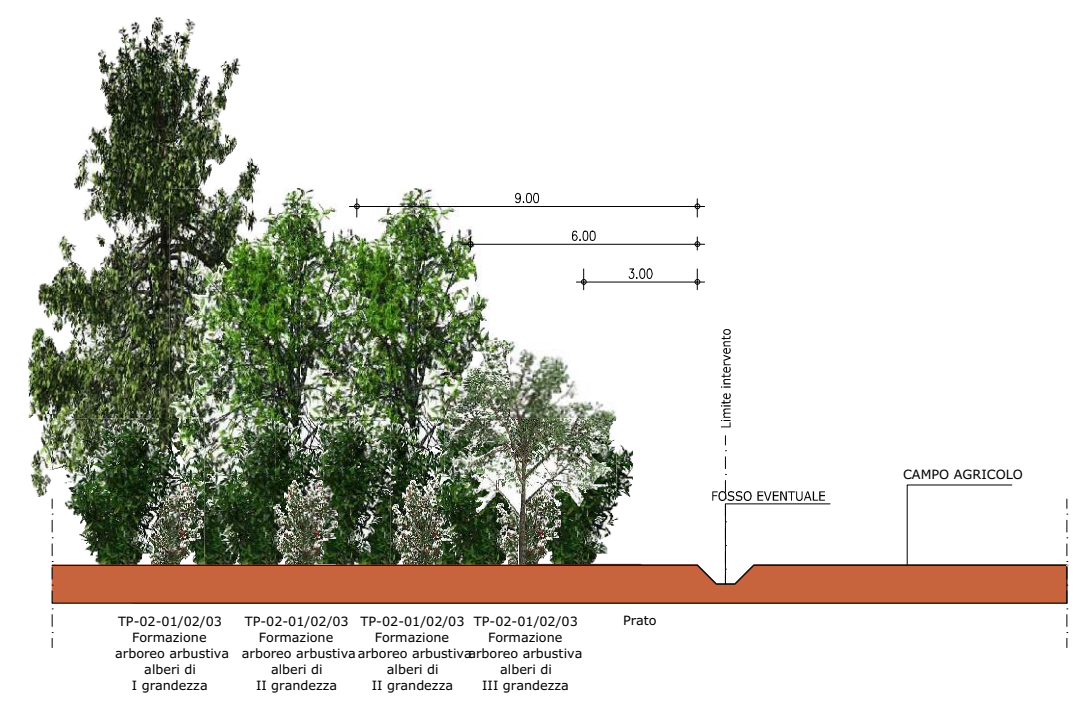 9.00
6.00
3.00
Limite intervento
CAMPO AGRICOLO
FOSSO EVENTUALE
TP-02-01/02/03
Formazione
arboreo arbustiva
alberi di
I grandezza
TP-02-01/02/03
Formazione
arboreo arbustiva
alberi di
II grandezza
TP-02-01/02/03
Formazione
arboreo arbustiva
alberi di
II grandezza
TP-02-01/02/03
Formazione
arboreo arbustiva
alberi di
III grandezza
Prato